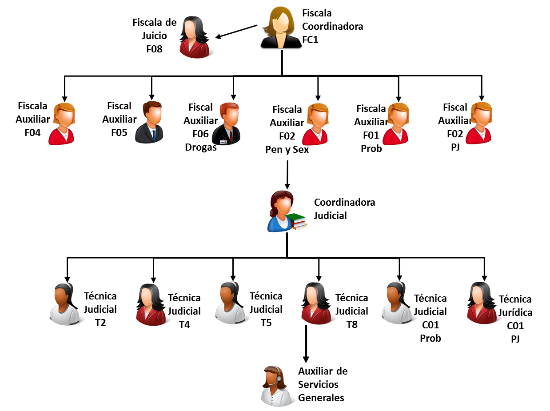 Fiscala de
Juicio
F08
Fiscala
Coordinadora
FC1
Fiscala
Auxiliar
F04
Fiscal
Auxiliar
F05
Fiscal
Auxiliar
F06
Drogas
Fiscala
Auxiliar
F02
Pen y Sex
Fiscala
Auxiliar
F01
Prob
Fiscala
Auxiliar
F02
PJ
Coordinadora
Judicial
Técnica
Judicial
T2
Técnica
Judicial
T4
Técnica
Judicial
T5
Técnica
Judicial
T8
Técnica
Judicial
C01
Prob
Técnica
Jurídica
C01
PJ
Auxiliar de
Servicios
Generales